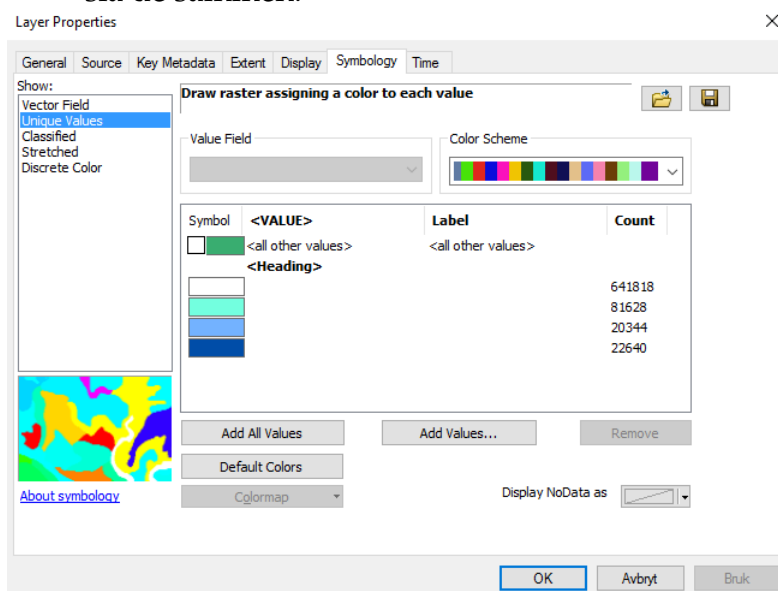 Layer Properties
General Source Key Metadata Extent Display Symbology Time
Show:
Vector Field
Unique Values
Classified
Stretched
Discrete Color
About symbology
Draw raster assigning a color to each value
Value Field
Color Scheme
Symbol <VALUE> Label Count
<all other values> <all other values>
<Heading>
641818
81628
20344
22640
Add All Values Add Values... Remove
Default Colors
Colormap Display NoData as
OK Avbryt Bruk